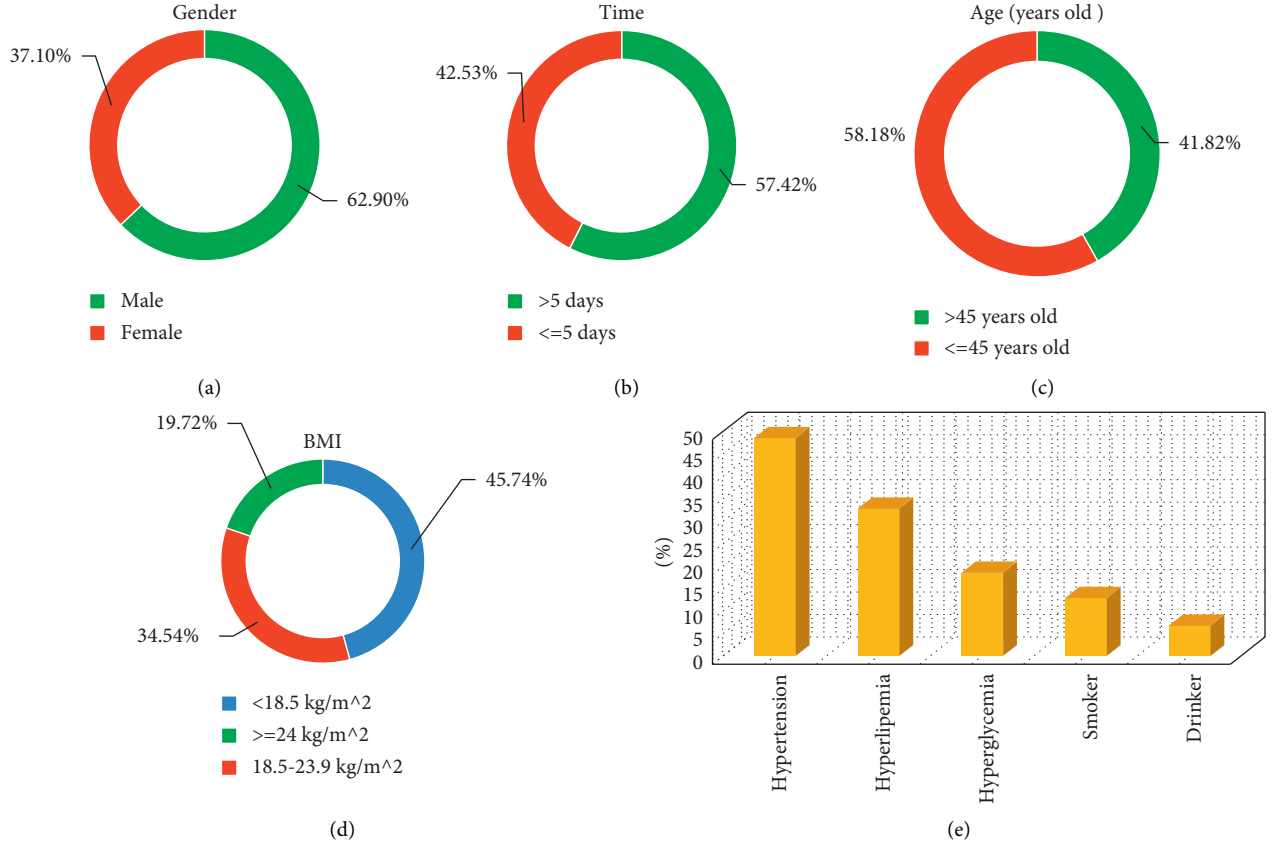 Gender
37.10%
62.90%
Male
Female
(a)
Time
42.53%
57.42%
>5 days
<=5 days
(b)
Age (years old )
58.18%
41.82%
>45 years old
<=45 years old
(c)
BMI
19.72%
45.74%
34.54%
<18.5 kg/m^2
>=24 kg/m^2
18.5-23.9 kg/m^2
(d)
(%)
50
45
40
35
30
25
20
15
10
5
0
Hypertension
Hyperlipemia
Hyperglycemia
Smoker
Drinker
(e)